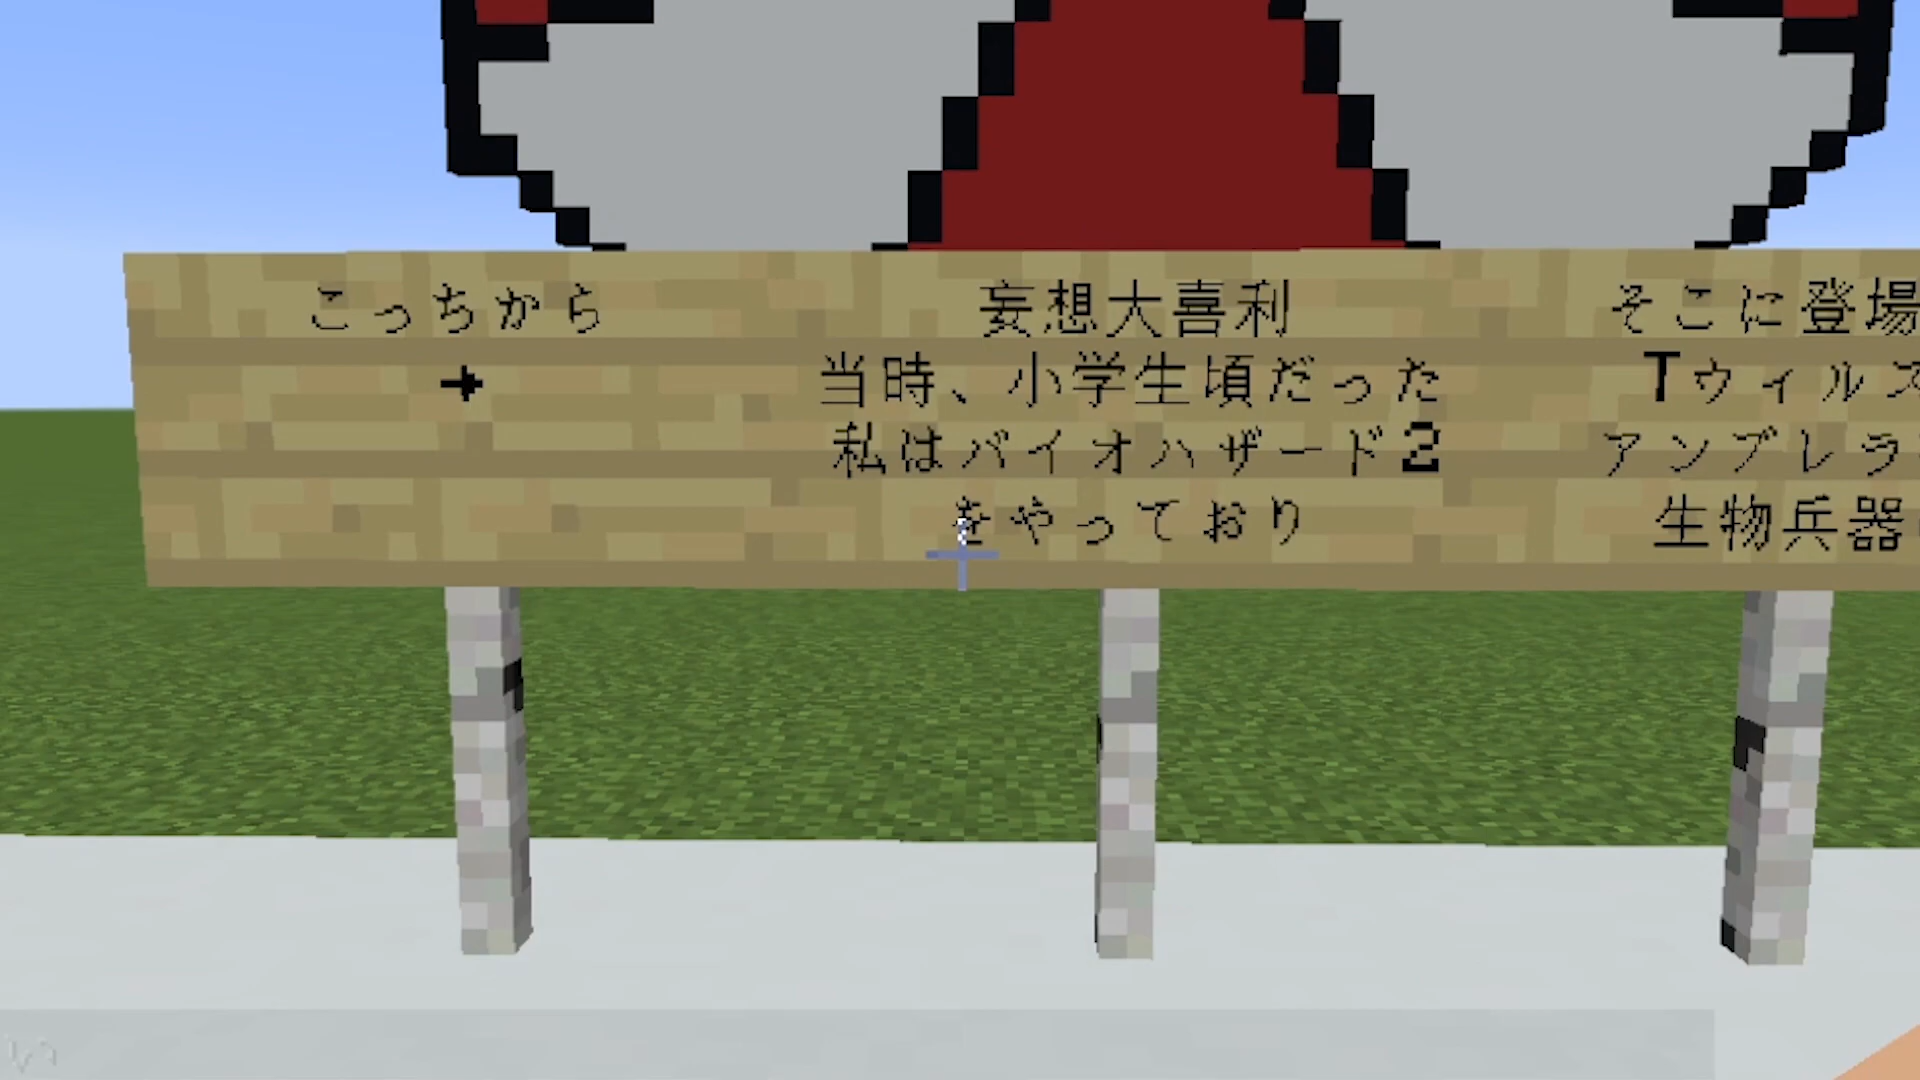 こっちから
→
妄想大喜利
当時、小学生頃だった
私はバイオハザード2
をやっており
そこに登場
Tウィルス
アンブレラ
生物兵器
い